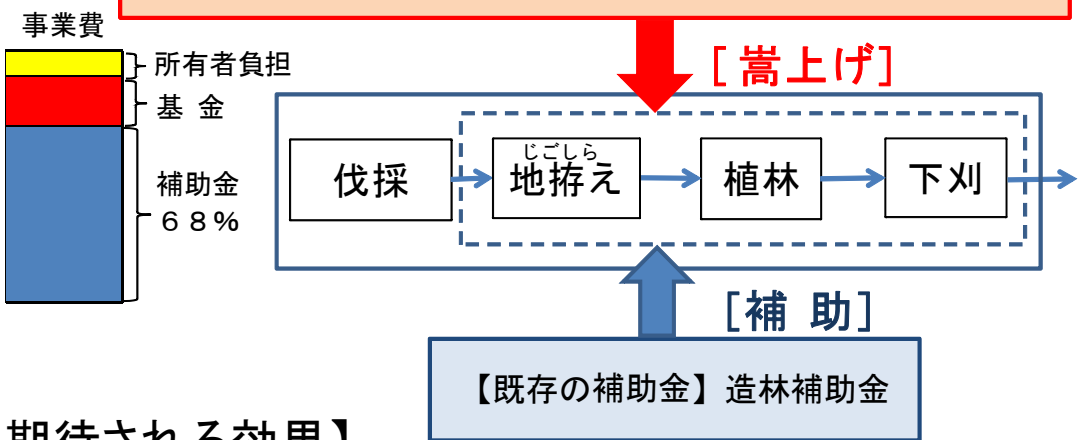 事業費
所有者負担
基 金
補助金
68%
[嵩上げ]
伐採
じごしら
地拵え
植林
下刈
[補 助]
【既存の補助金】造林補助金
期待される効果】